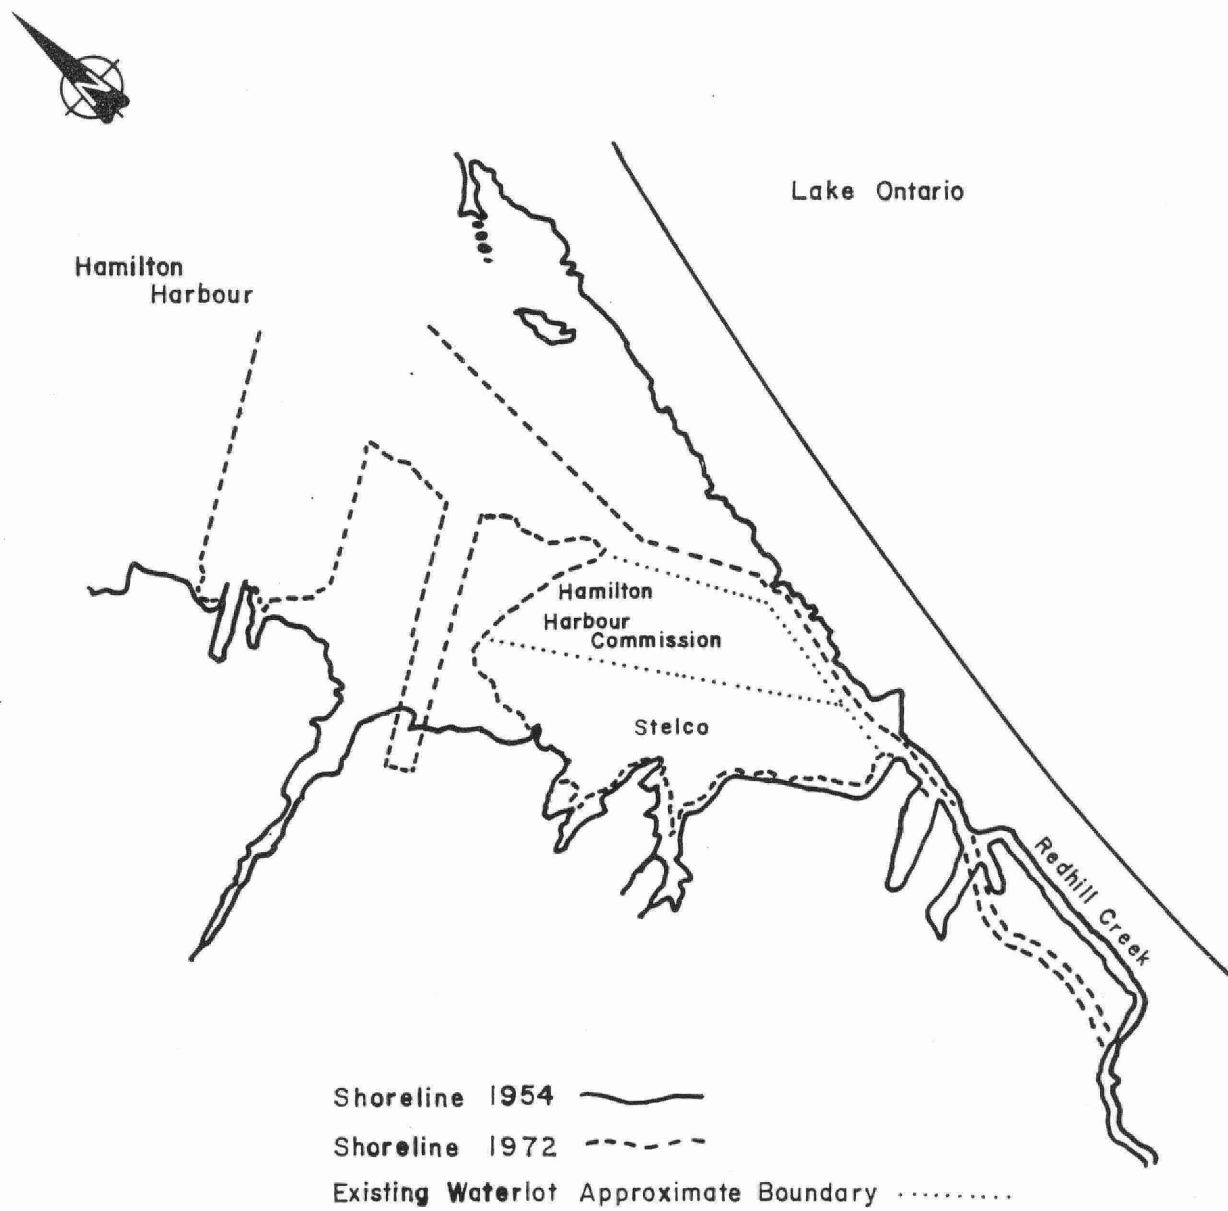 N
Lake Ontario
Hamilton
Harbour
Hamilton
Harbour
Commission
Stelco
Redhill Creek
Shoreline 1954
Shoreline 1972
Existing Waterlot Approximate Boundary